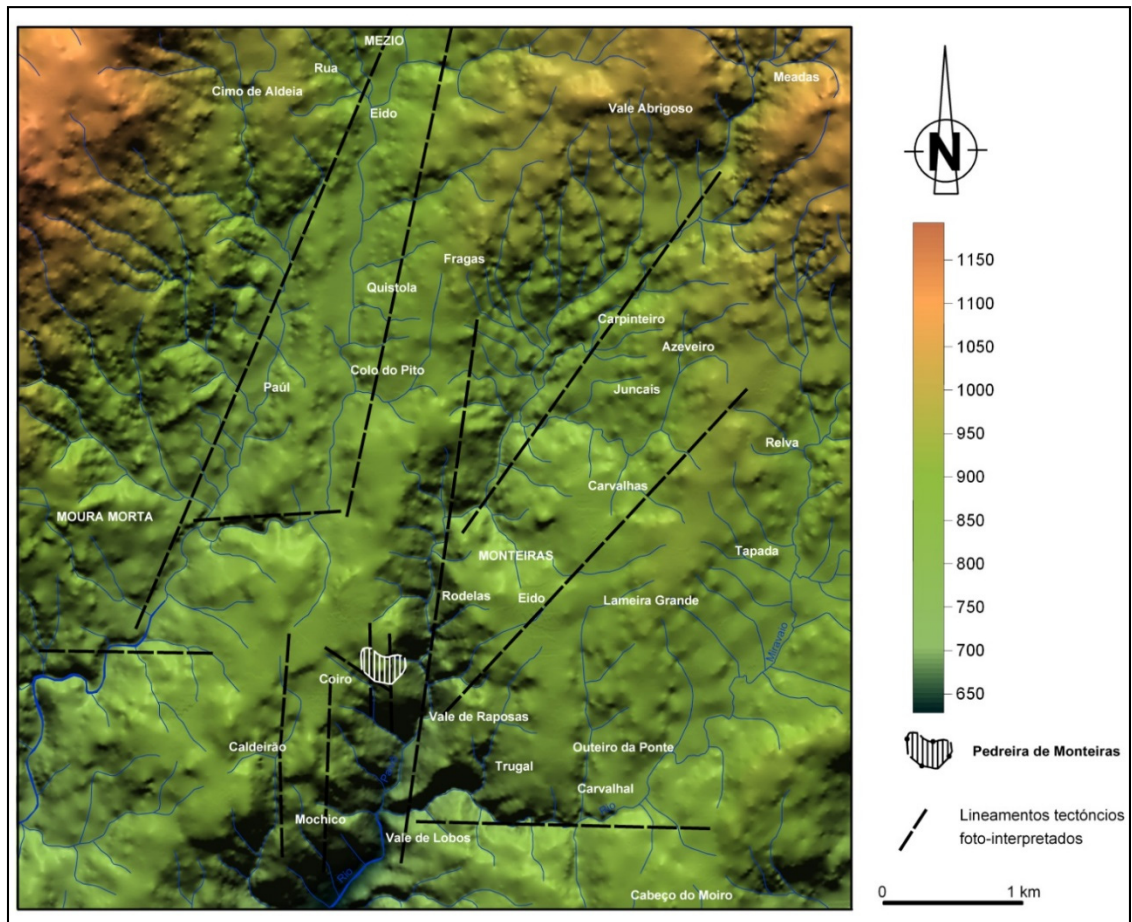 MEZIO
Rua
Meadas
Cimo de Aldeia
Vale Abrigoso
Eido
Fragas
Quistola
Carpinteiro
Azeveiro
Colo do Pito
Paúl
Juncais
Relva
Carvalhas
MOURA MORTA
MONTEIRAS
Tapada
Rodelas
Eido
Lameira Grande
Miravaio
Coiro
Vale de Raposas
Caldeirão
Outeiro da Ponte
Trugal
Carvalhal
Rio
Mochico
Vale de Lobos
Rio
Cabeço do Moiro
N
1150
1100
1050
1000
950
900
850
800
750
700
650
Pedreira de Monteiras
Lineamentos tectóncios
foto-interpretados
0 1 km